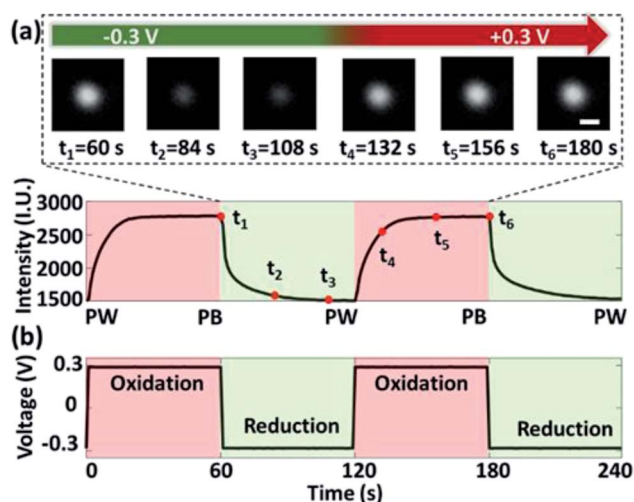 (a)
-0.3 V +0.3 V
t1=60 s t2=84 s t3=108 s t4=132 s t5=156 s t6=180 s
Intensity (I.U.)
3000
2500
2000
1500
t1
t2
t3
t4
t5
t6
PW PB PW PB PW
(b)
Voltage (V)
0.3
0
-0.3
Oxidation Oxidation
Reduction Reduction
0 60 120 180 240
Time (s)